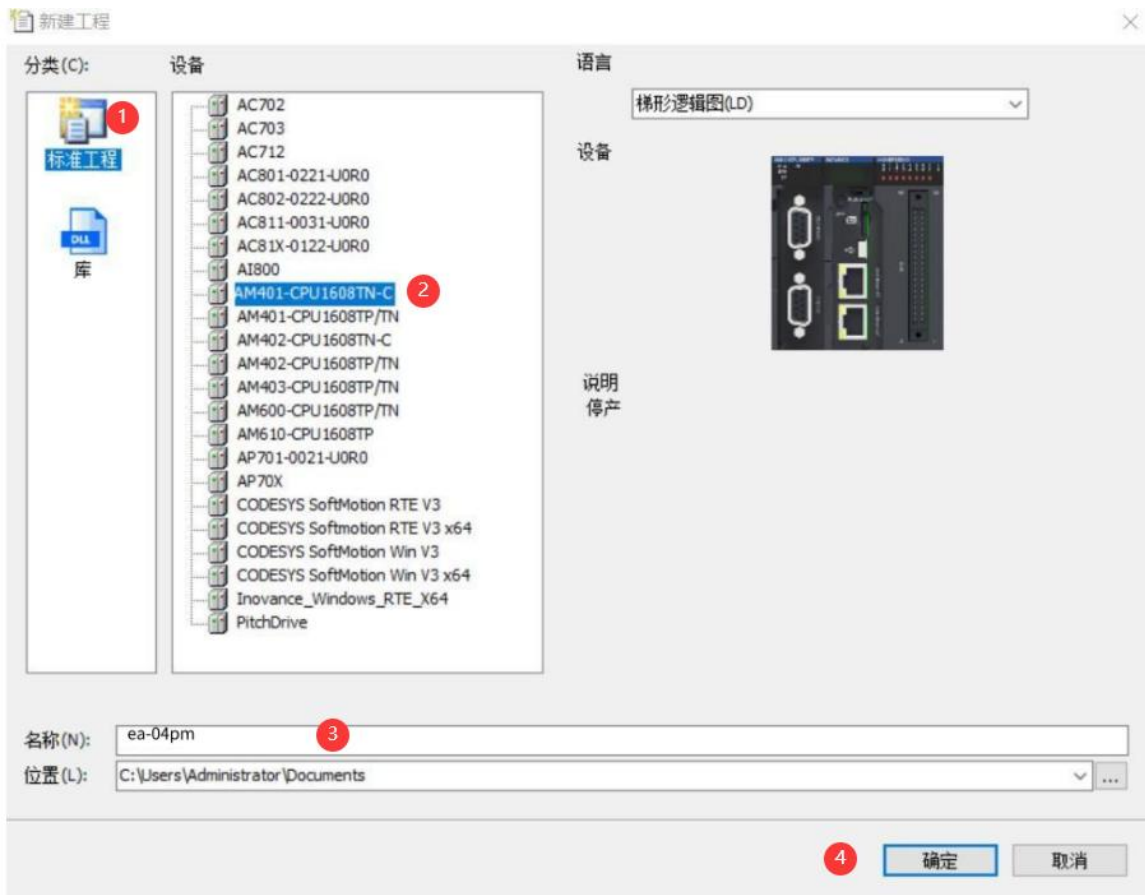 新建工程
分类(C):
设备
语言
标准工程
1
DLL
库
AC702
AC703
AC712
AC801-0221-U0R0
AC802-0222-U0R0
AC811-0031-U0R0
AC81X-0122-U0R0
AI800
AM401-CPU1608TN-C
2
AM401-CPU1608TP/TN
AM402-CPU1608TN-C
AM402-CPU1608TP/TN
AM403-CPU1608TP/TN
AM600-CPU1608TP/TN
AM610-CPU1608TP
AP701-0021-U0R0
AP70X
CODESYS SoftMotion RTE V3
CODESYS Softmotion RTE V3 x64
CODESYS SoftMotion Win V3
CODESYS SoftMotion Win V3 x64
Inovance_Windows_RTE_X64
PitchDrive
梯形逻辑图(LD)
设备
说明
停产
名称(N): ea-04pm 3
位置(L): C:\Users\Administrator\Documents ...
4 确定 取消